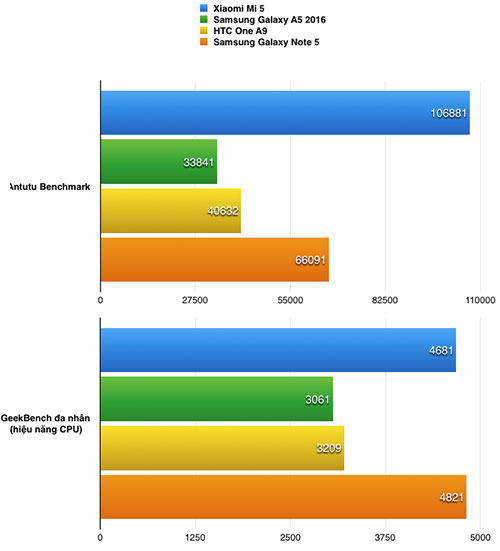 Xiaomi Mi 5
Samsung Galaxy A5 2016
HTC One A9
Samsung Galaxy Note 5
106881
33841
Antutu Benchmark
40632
66091
0 27500 55000 82500 110000
4681
3061
GeekBench đa nhân
(hiệu năng CPU)
3209
4821
0 1250 2500 3750 5000